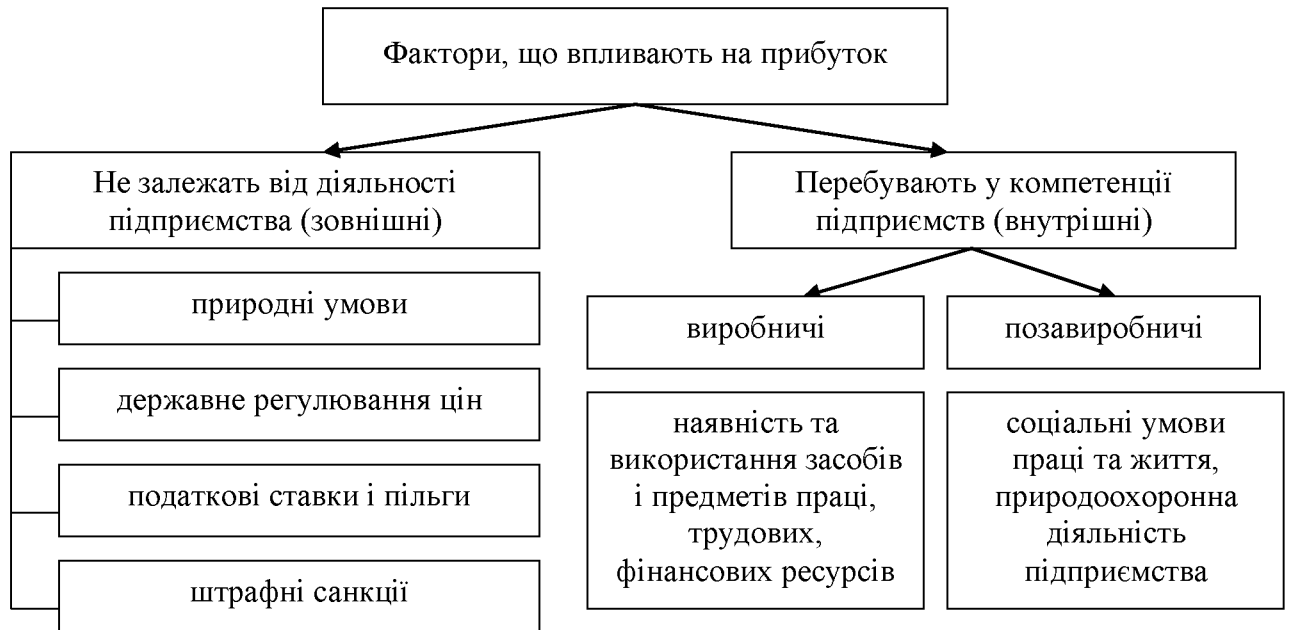 Фактори, що впливають на прибуток
Не залежать від діяльності
підприємства (зовнішні)
природні умови
державне регулювання цін
податкові ставки і пільги
штрафні санкції
Перебувають у компетенції
підприємств (внутрішні)
виробничі
позавиробничі
наявність та
використання засобів
і предметів праці,
трудових,
фінансових ресурсів
соціальні умови
праці та життя,
природоохоронна
діяльність
підприємства